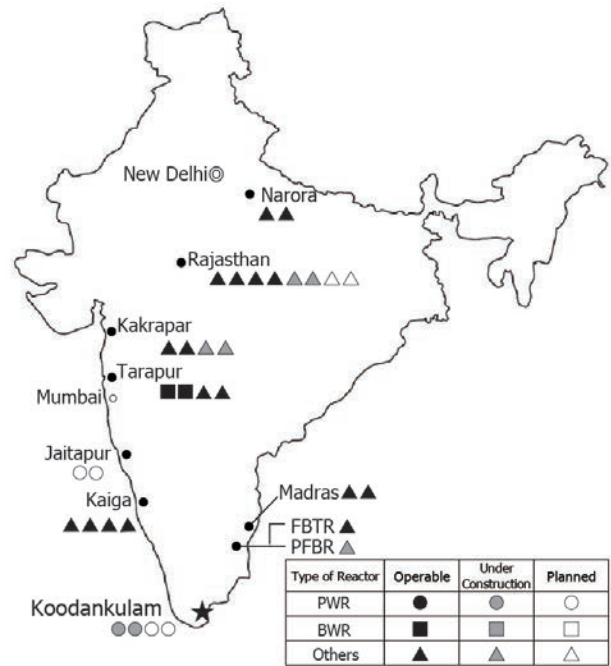 New Delhi
Narora
Rajasthan
Kakrapar
Tarapur
Mumbai
Jaitapur
Kaiga
Madras
FBTR
PFBR
Koodankulam
Type of Reactor Operable Under Construction Planned
PWR
BWR
Others